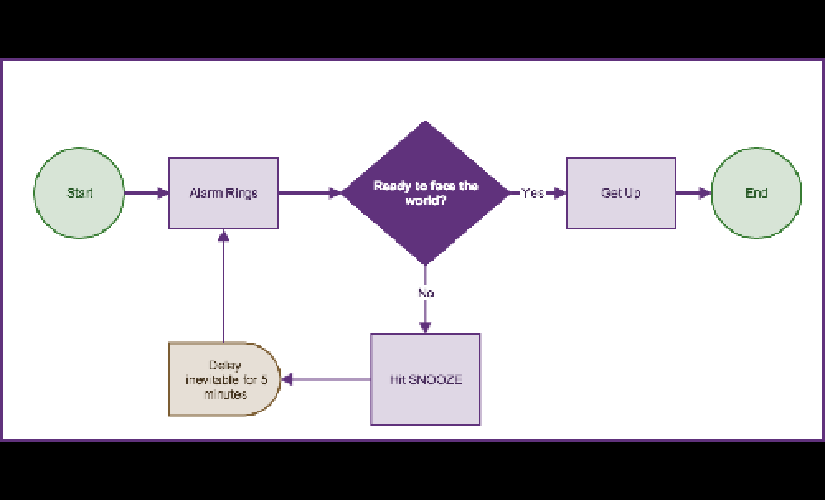 Start
Alarm Rings
Ready to face the
world?
Yes
Get Up
End
No
Hit SNOOZE
Delay
inevitable for 5
minutes